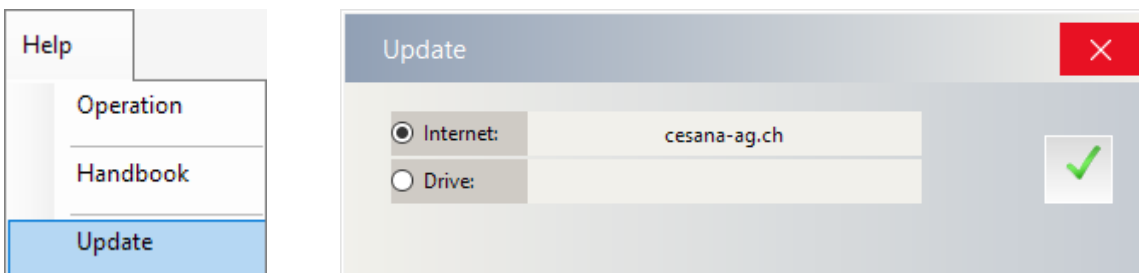 Help
Operation
Handbook
Update
Update
Internet: cesana-ag.ch
Drive: